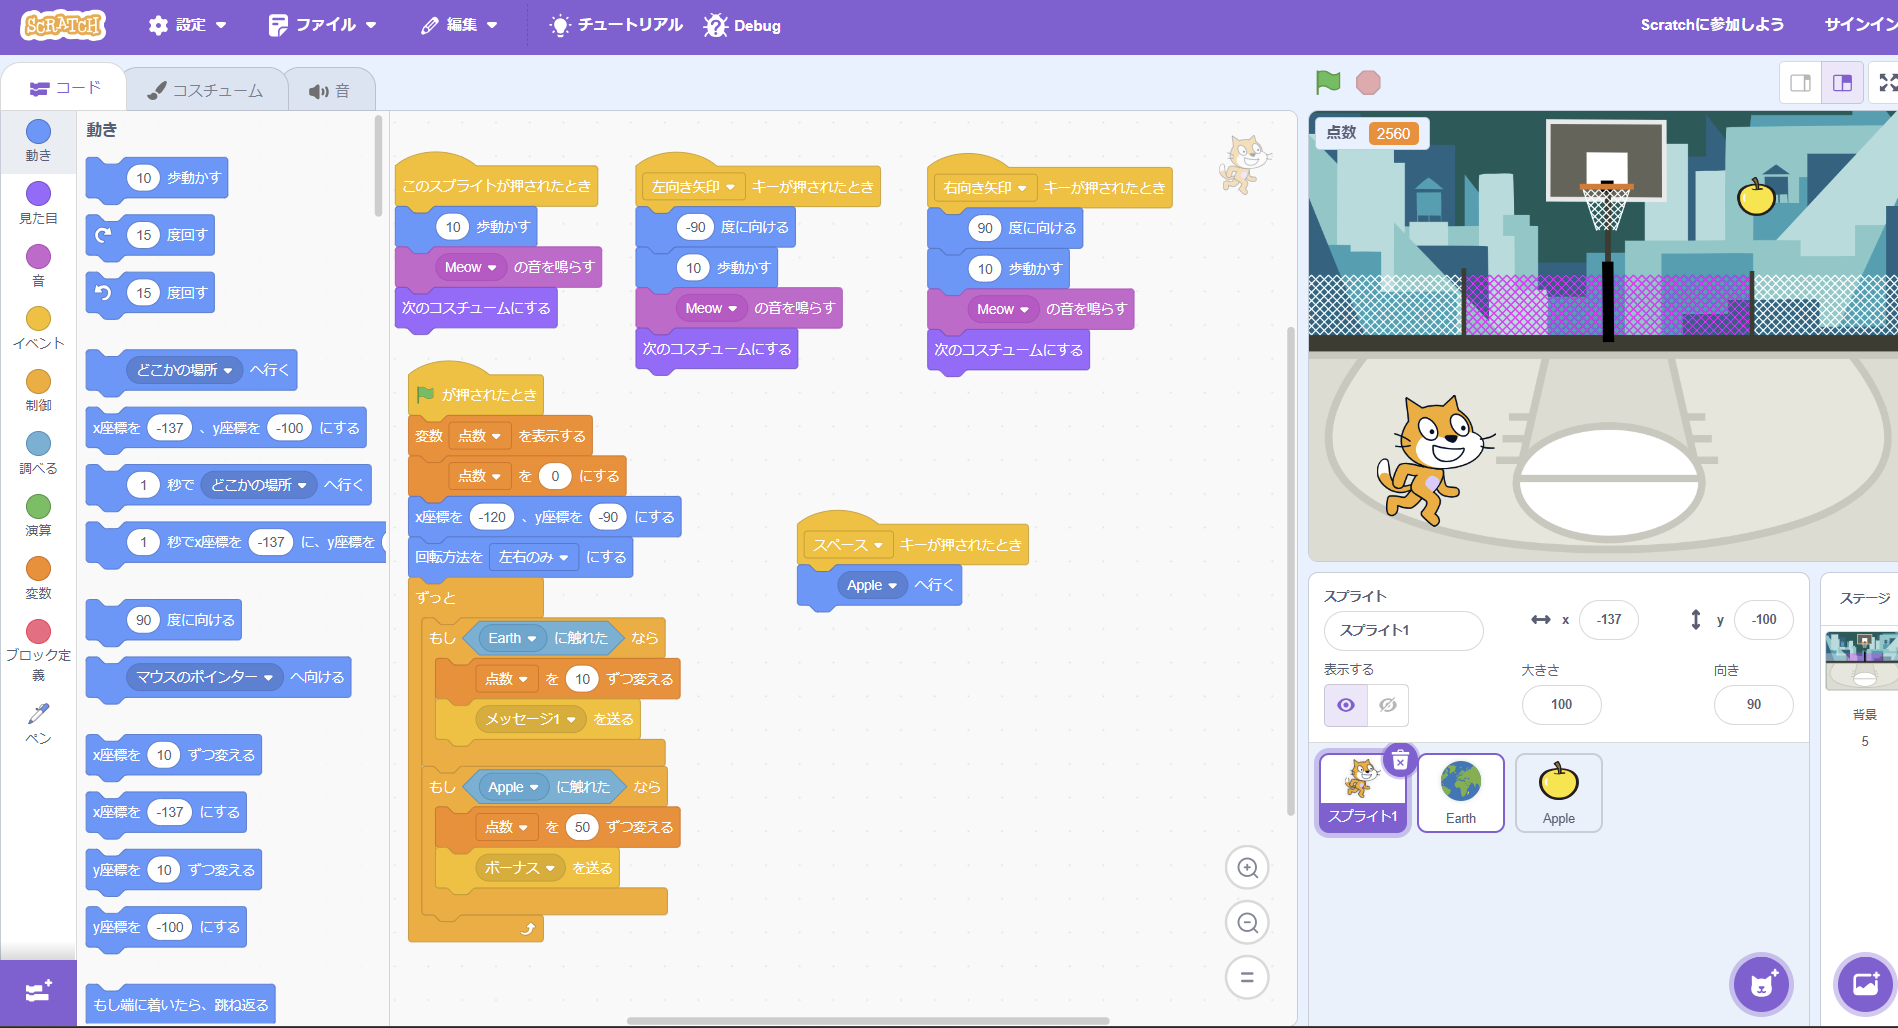 SCRATCH
設定
ファイル
編集
チュートリアル
Debug
Scratchに参加しよう
サインイン
コード
コスチューム
音
動き
見た目
音
イベント
制御
調べる
演算
変数
ブロック定
義
ペン
動き
10 歩動かす
15 度回す
15 度回す
どこかの場所 へ行く
x座標を -137 、y座標を -100 にする
1 秒で どこかの場所 へ行く
1 秒でx座標を -137 に、y座標を
90 度に向ける
マウスのポインター へ向ける
x座標を 10 ずつ変える
x座標を -137 にする
y座標を 10 ずつ変える
y座標を -100 にする
もし端に着いたら、跳ね返る
このスプライトが押されたとき
10 歩動かす
Meow の音を鳴らす
次のコスチュームにする
左向き矢印 キーが押されたとき
-90 度に向ける
10 歩動かす
Meow の音を鳴らす
次のコスチュームにする
右向き矢印 キーが押されたとき
90 度に向ける
10 歩動かす
Meow の音を鳴らす
次のコスチュームにする
が押されたとき
変数 点数 を表示する
点数 を 0 にする
x座標を -120 、y座標を -90 にする
回転方法を 左右のみ にする
ずっと
もし Earth に触れた なら
点数 を 10 ずつ変える
メッセージ1 を送る
もし Apple に触れた なら
点数 を 50 ずつ変える
ボーナス を送る
スペース キーが押されたとき
Apple へ行く
点数 2560
スプライト
スプライト1
x -137
y -100
表示する
大きさ
100
向き
90
スプライト1
Earth
Apple
ステージ
背景
5